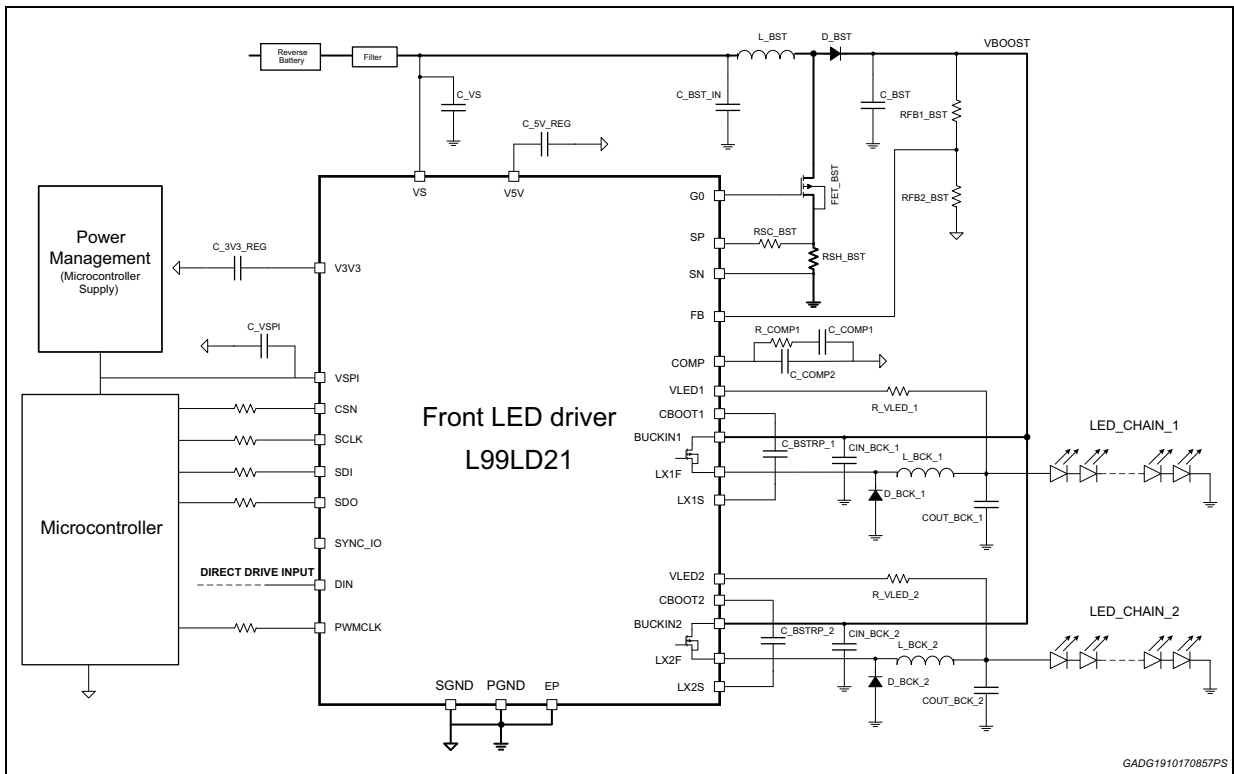 L_BST
D_BST
VBOOST
Reverse
Battery
Filter
C_VS
C_BST_IN
C_BST
RFB1_BST
C_5V_REG
FET_BST
VS
V5V
G0
RFB2_BST
Power
Management
(Microcontroller
Supply)
C_3V3_REG
SP
RSC_BST
V3V3
SN
RSH_BST
FB
C_VSPI
R_COMP1
C_COMP1
COMP
C_COMP2
VSPI
VLED1
R_VLED_1
CSN
Front LED driver
L99LD21
CBOOT1
LED_CHAIN_1
SCLK
BUCKIN1
C_BSTRP_1
CIN_BCK_1
L_BCK_1
SDI
LX1F
SDO
LX1S
D_BCK_1
COUT_BCK_1
Microcontroller
SYNC_IO
DIRECT DRIVE INPUT
DIN
VLED2
R_VLED_2
CBOOT2
LED_CHAIN_2
PWMCLK
BUCKIN2
C_BSTRP_2
CIN_BCK_2
L_BCK_2
LX2F
SGND
PGND
EP
LX2S
D_BCK_2
COUT_BCK_2
GADG1910170857PS